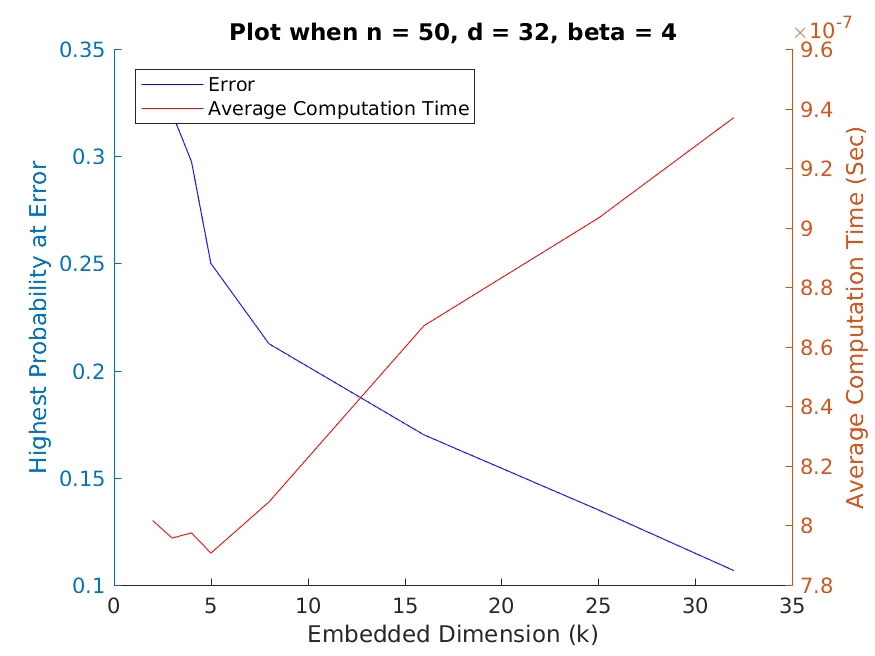 Plot when n = 50, d = 32, beta = 4
×10-7
Error
Average Computation Time
Highest Probability at Error
0.35
0.3
0.25
0.2
0.15
0.1
9.6
9.4
9.2
9
8.8
8.6
8.4
8.2
8
7.8
Average Computation Time (Sec)
0 5 10 15 20 25 30 35
Embedded Dimension (k)